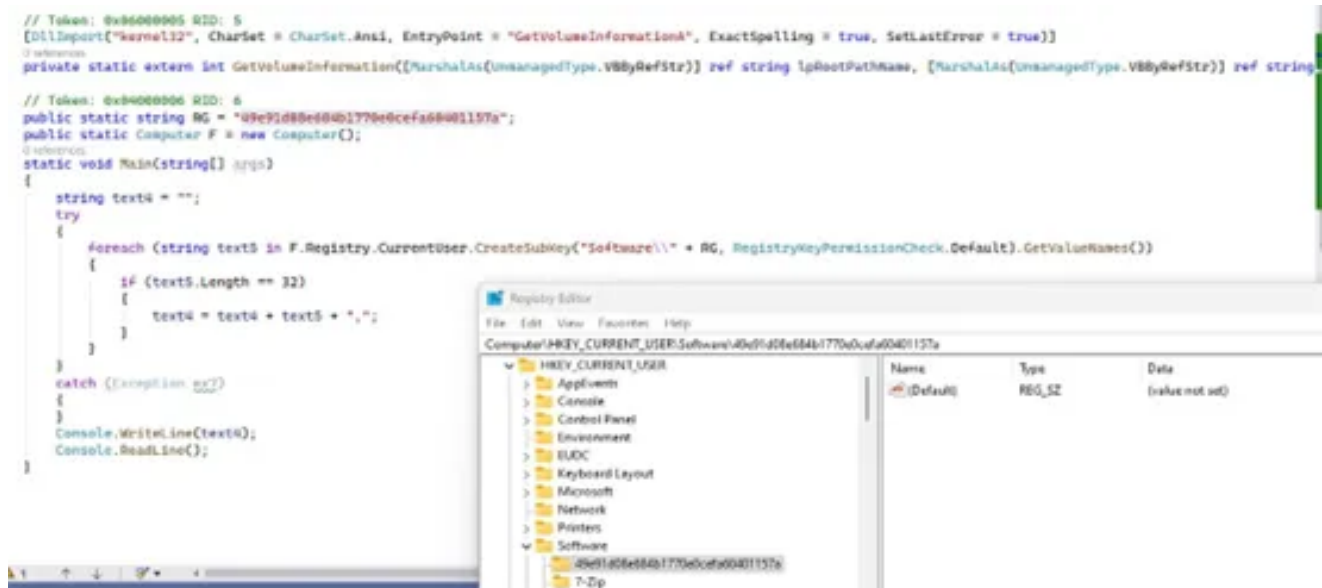 // Token: 0x06000005 RID: 5
[DllImport("kernel32", CharSet = CharSet.Ansi, EntryPoint = "GetVolumeInformationA", ExactSpelling = true, SetLastError = true)]
0 references
private static extern int GetVolumeInformation([MarshalAs(UnmanagedType.VBByRefStr)] ref string lpRootPathName, [MarshalAs(UnmanagedType.VBByRefStr)] ref string
// Token: 0x04000006 RID: 6
public static string RG = "49e91d08e684b1770e0cefa60401157a";
public static Computer F = new Computer();
0 references
static void Main(string[] args)
{
string text4 = "";
try
{
foreach (string text5 in F.Registry.CurrentUser.CreateSubKey("Software\\" + RG, RegistryKeyPermissionCheck.Default).GetValueNames())
{
if (text5.Length == 32)
{
text4 = text4 + text5 + ",";
}
}
}
catch (Exception ex7)
{
}
Console.WriteLine(text4);
Console.ReadLine();
}
1
Registry Editor
File Edit View Favorites Help
Computer\HKEY_CURRENT_USER\Software\49e91d08e684b1770e0cefa60401157a
HKEY_CURRENT_USER
AppEvents
Console
Control Panel
Environment
EUDC
Keyboard Layout
Microsoft
Network
Printers
Software
49e91d08e684b1770e0cefa60401157a
7-Zip
Name Type Data
(Default) REG_SZ (value not set)